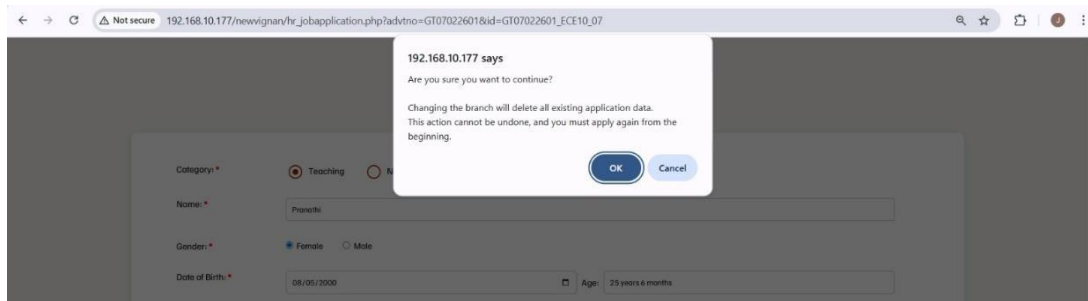 Not secure 192.168.10.177/newvignan/hr_jobapplication.php?advtno=GT07022601&id=GT07022601_ECE10_07
192.168.10.177 says
Are you sure you want to continue?
Changing the branch will delete all existing application data.
This action cannot be undone, and you must apply again from the
beginning.
OK Cancel
Category: * Teaching N
Name: *
Pranathi
Gender: * Female Male
Date of Birth: * 08/05/2000 Age: 25 years 6 months